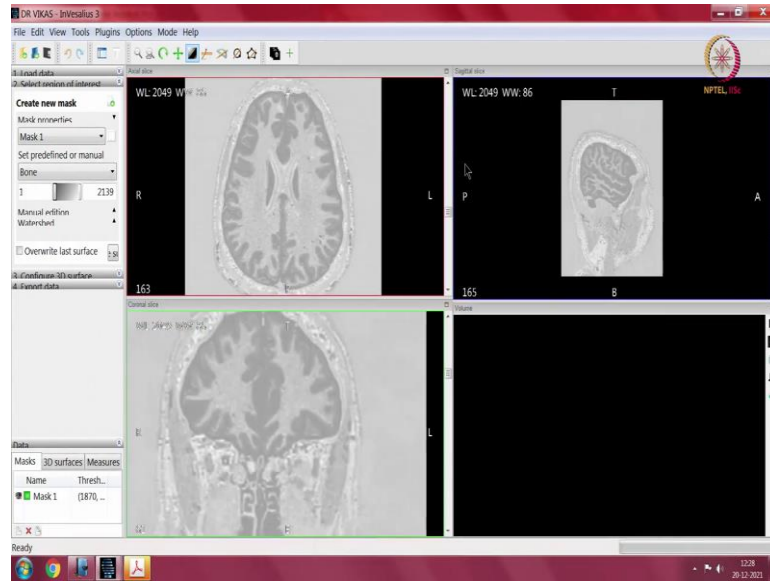 DR VIKAS - InVesalius 3
File Edit View Tools Plugins Options Mode Help
1. Load data
2. Select region of interest
Create new mask
Mask properties
Mask 1
Set predefined or manual
Bone
1 2139
Manual edition
Watershed
Overwrite last surface
3. Configure 3D surface
4. Export data
Data
Masks 3D surfaces Measures
Name Thresh...
Mask 1 (1870, ...
Ready
Axial slice
WL: 2049
R L
163
Sagittal slice
WL: 2049 WW: 86 T
P A
165 B
Coronal slice
L
Volume
NPTEL, IISc
12:28
20-12-2021